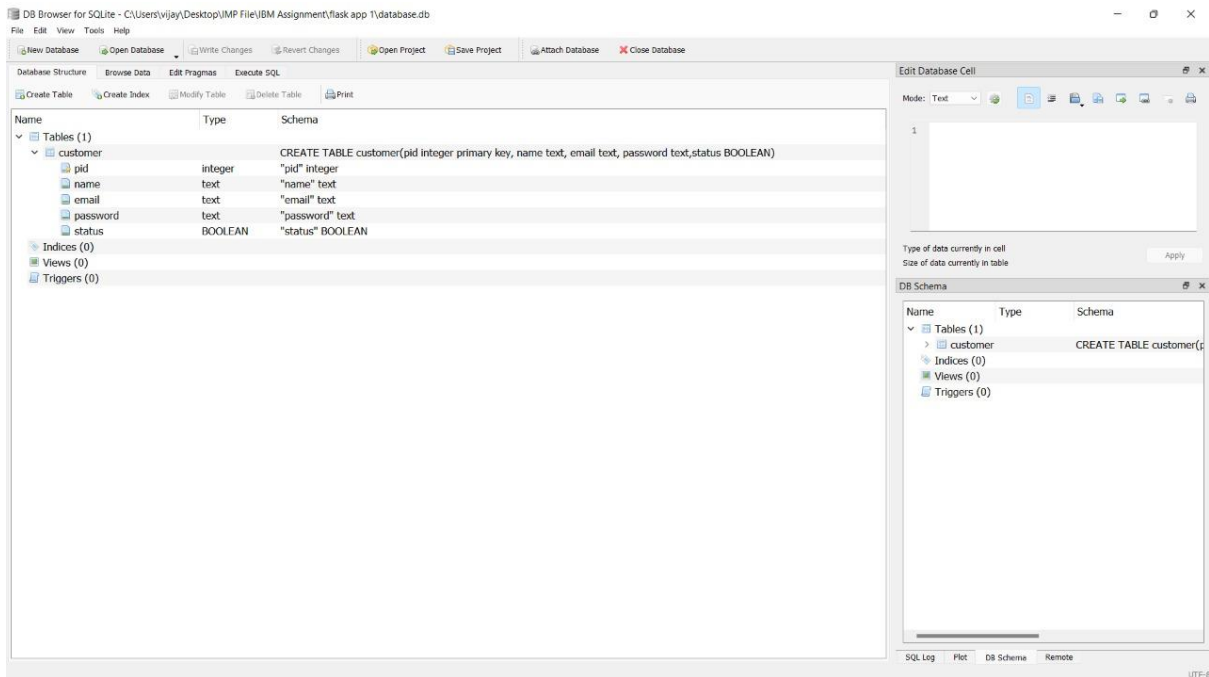 DB Browser for SQLite - C:\Users\vijay\Desktop\IMP File\IBM Assignment\flask app 1\database.db
File Edit View Tools Help
New Database Open Database Write Changes Revert Changes Open Project Save Project Attach Database Close Database
Database Structure Browse Data Edit Pragmas Execute SQL
Create Table Create Index Modify Table Delete Table Print
Name Type Schema
Tables (1)
customer CREATE TABLE customer(pid integer primary key, name text, email text, password text,status BOOLEAN)
pid integer "pid" integer
name text "name" text
email text "email" text
password text "password" text
status BOOLEAN "status" BOOLEAN
Indices (0)
Views (0)
Triggers (0)
Edit Database Cell
Mode: Text
1
Type of data currently in cell
Size of data currently in table
Apply
DB Schema
Name Type Schema
Tables (1)
customer CREATE TABLE customer(p
Indices (0)
Views (0)
Triggers (0)
SQL Log Plot DB Schema Remote